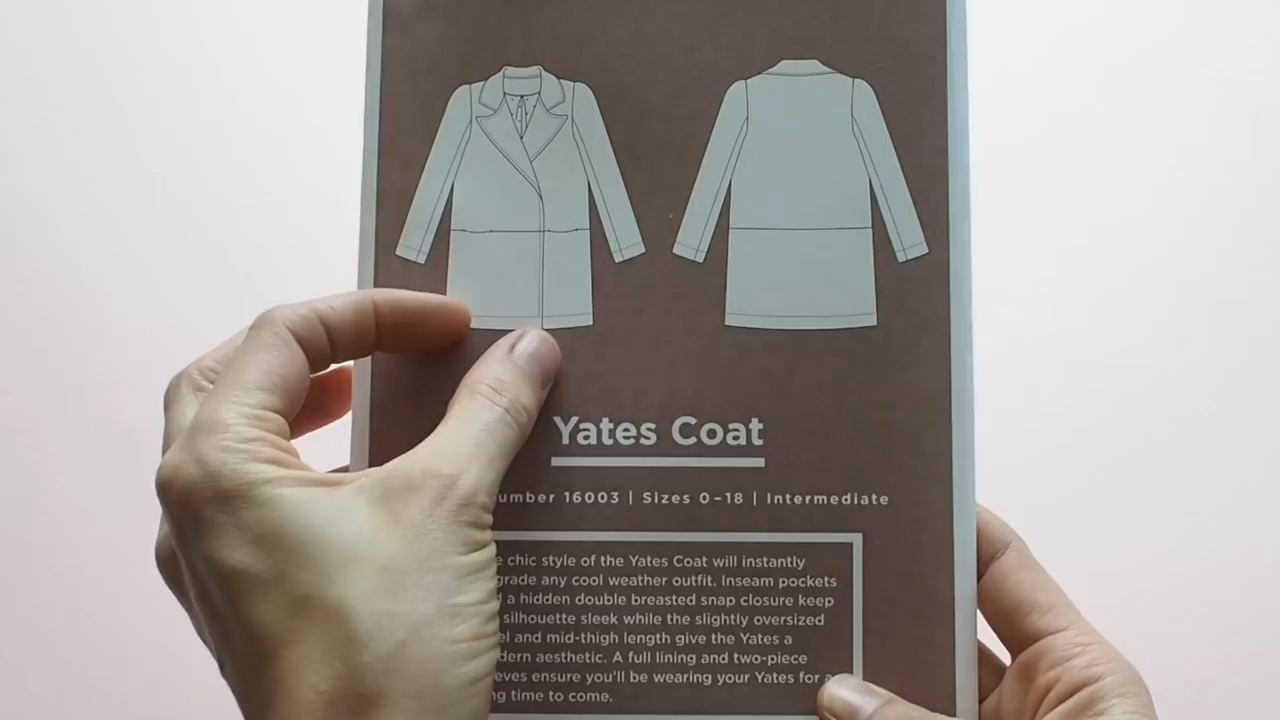 Yates Coat
umber 16003 | Sizes 0-18 | Intermediate
e chic style of the Yates Coat will instantly
grade any cool weather outfit. Inseam pockets
d a hidden double breasted snap closure keep
silhouette sleek while the slightly oversized
el and mid-thigh length give the Yates a
dern aesthetic. A full lining and two-piece
eves ensure you'll be wearing your Yates for a
ng time to come.